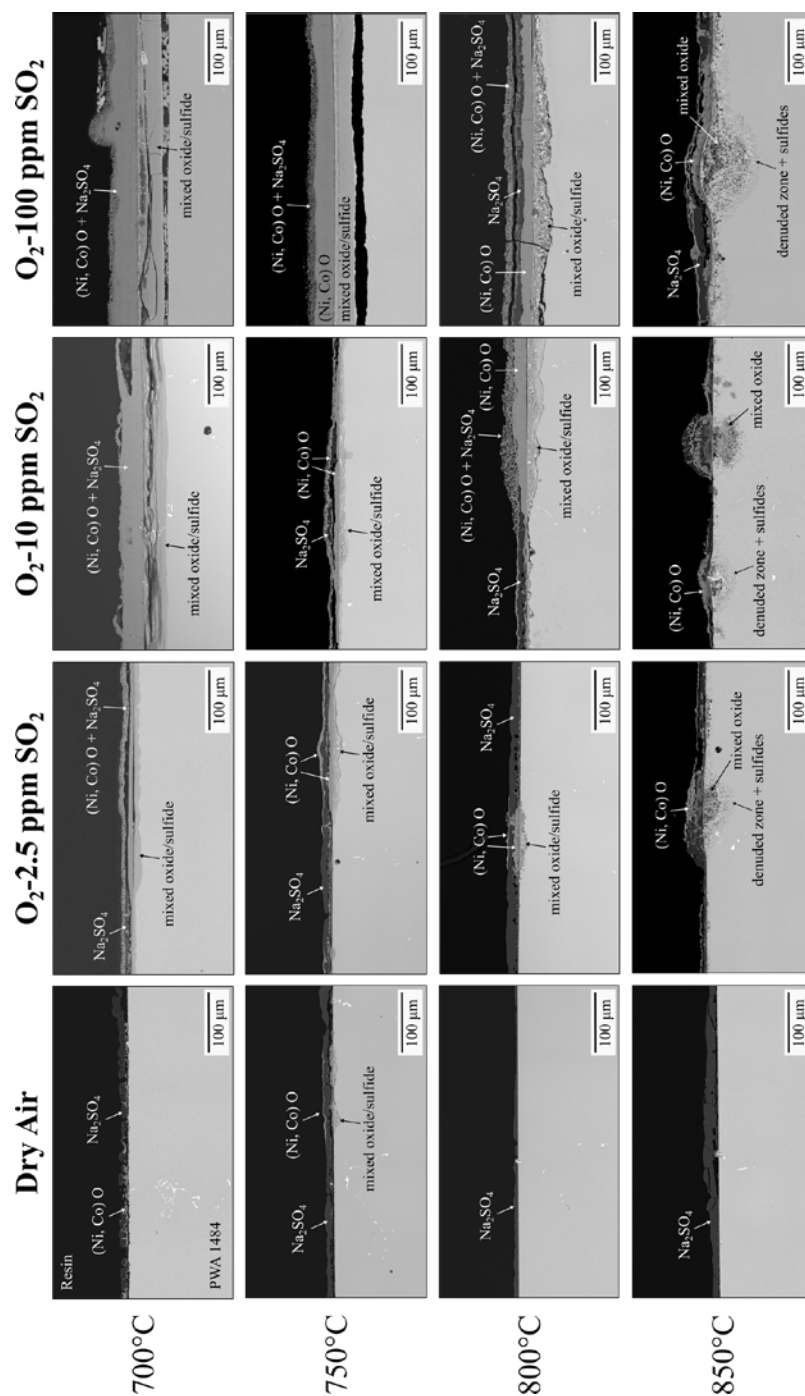 Dry Air
O₂-2.5 ppm SO₂
O₂-10 ppm SO₂
O₂-100 ppm SO₂
700°C
Resin
(Ni, Co) O
Na₂SO₄
PWA 1484
100 µm
Na₂SO₄
(Ni, Co) O + Na₂SO₄
mixed oxide/sulfide
100 µm
(Ni, Co) O + Na₂SO₄
mixed oxide/sulfide
100 µm
(Ni, Co) O + Na₂SO₄
mixed oxide/sulfide
100 µm
750°C
Na₂SO₄
(Ni, Co) O
mixed oxide/sulfide
100 µm
Na₂SO₄
(Ni, Co) O
mixed oxide/sulfide
100 µm
Na₂SO₄
(Ni, Co) O
mixed oxide/sulfide
100 µm
(Ni, Co) O + Na₂SO₄
(Ni, Co) O
mixed oxide/sulfide
100 µm
800°C
Na₂SO₄
100 µm
(Ni, Co) O
Na₂SO₄
mixed oxide/sulfide
100 µm
Na₂SO₄
(Ni, Co) O + Na₂SO₄
(Ni, Co) O
mixed oxide/sulfide
100 µm
(Ni, Co) O
Na₂SO₄
(Ni, Co) O + Na₂SO₄
mixed oxide/sulfide
100 µm
850°C
Na₂SO₄
100 µm
(Ni, Co) O
mixed oxide
denuded zone + sulfides
100 µm
(Ni, Co) O
mixed oxide
denuded zone + sulfides
100 µm
Na₂SO₄
(Ni, Co) O
mixed oxide
denuded zone + sulfides
100 µm